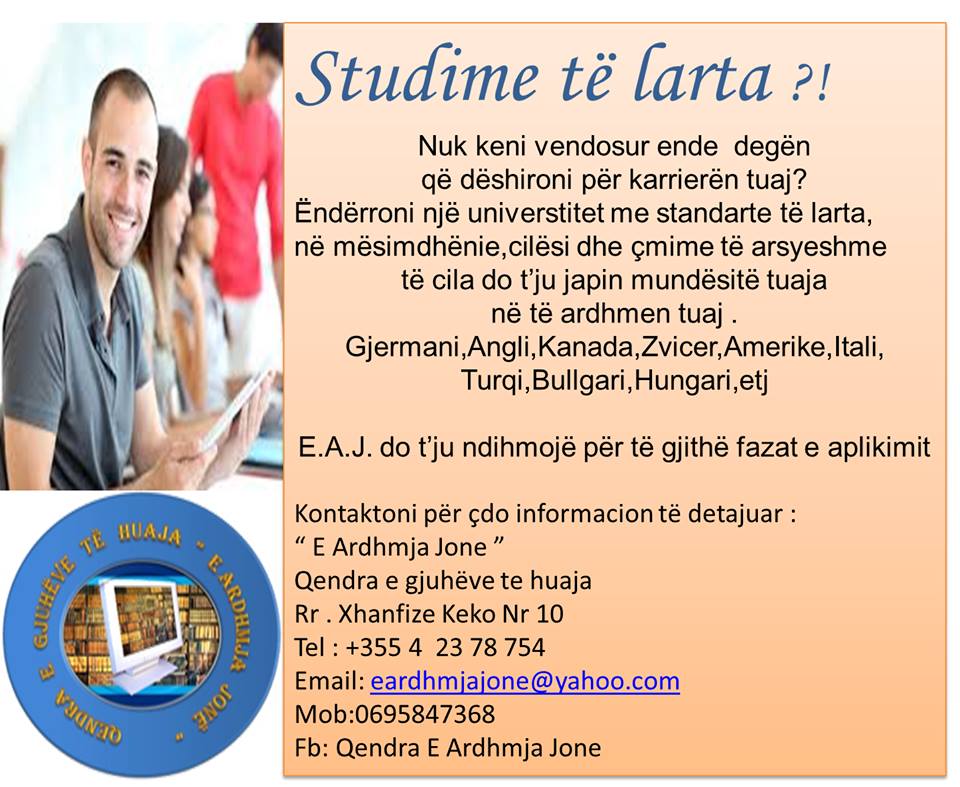 Studime të larta ?!
Nuk keni vendosur ende degën
që dëshironi për karrierën tuaj?
Ëndërroni një universtitet me standarte të larta,
në mësimdhënie,cilësi dhe çmime të arsyeshme
të cila do t’ju japin mundësitë tuaja
në të ardhmen tuaj .
Gjermani,Angli,Kanada,Zvicer,Amerike,Itali,
Turqi,Bullgari,Hungari,etj
E.A.J. do t’ju ndihmojë për të gjithë fazat e aplikimit
Kontaktoni për çdo informacion të detajuar :
“ E Ardhmja Jone ”
Qendra e gjuhëve te huaja
Rr . Xhanfize Keko Nr 10
Tel : +355 4 23 78 754
Email: eardhmjajone@yahoo.com
Mob:0695847368
Fb: Qendra E Ardhmja Jone
QENDRA E GJUHËVE TË HUAJA “ E ARDHMJA JONË ”